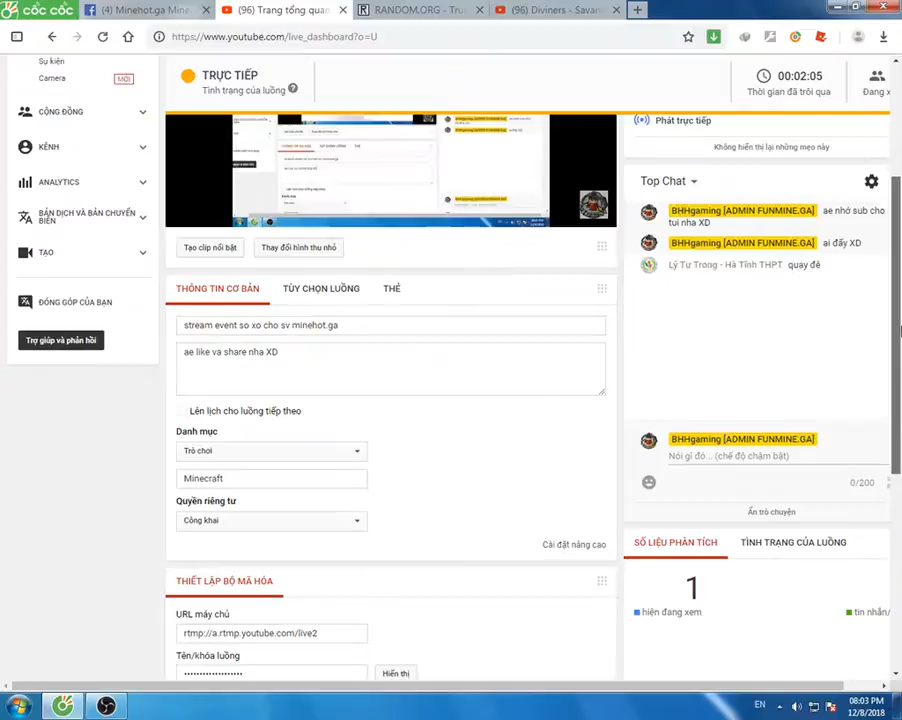 cốc cốc
(4) Minehot.ga Mine
(96) Trang tổng quan
RANDOM.ORG - Tru
(96) Diviners - Savan
https://www.youtube.com/live_dashboard?o=U
Sự kiện
Camera
MỚI
CỘNG ĐỒNG
KÊNH
ANALYTICS
BẢN DỊCH VÀ BẢN CHUYỂN BIÊN
TẠO
ĐÓNG GÓP CỦA BẠN
Trợ giúp và phản hồi
TRỰC TIẾP
Tình trạng của luồng
00:02:05
Thời gian đã trôi qua
Đang x
Tạo clip nổi bật
Thay đổi hình thu nhỏ
THÔNG TIN CƠ BẢN
TÙY CHỌN LUỒNG
THẺ
stream event so xo cho sv minehot.ga
ae like va share nha XD
Lên lịch cho luồng tiếp theo
Danh mục
Trò chơi
Minecraft
Quyền riêng tư
Công khai
Cài đặt nâng cao
THIẾT LẬP BỘ MÃ HÓA
URL máy chủ
rtmp://a.rtmp.youtube.com/live2
Tên/khóa luồng
Hiển thị
Phát trực tiếp
Không hiển thị lại những mẹo này
Top Chat
BHHgaming [ADMIN FUNMINE.GA] ae nhớ sub cho
tui nha XD
BHHgaming [ADMIN FUNMINE.GA] ai đấy XD
Lý Tự Trong - Hà Tĩnh THPT quay đê
BHHgaming [ADMIN FUNMINE.GA]
Nói gì đó... (chế độ chậm bật)
0/200
Ẩn trò chuyện
SỐ LIỆU PHÂN TÍCH
TÌNH TRẠNG CỦA LUỒNG
1
hiện đang xem
tin nhắn/
EN
08:03 PM
12/8/2018